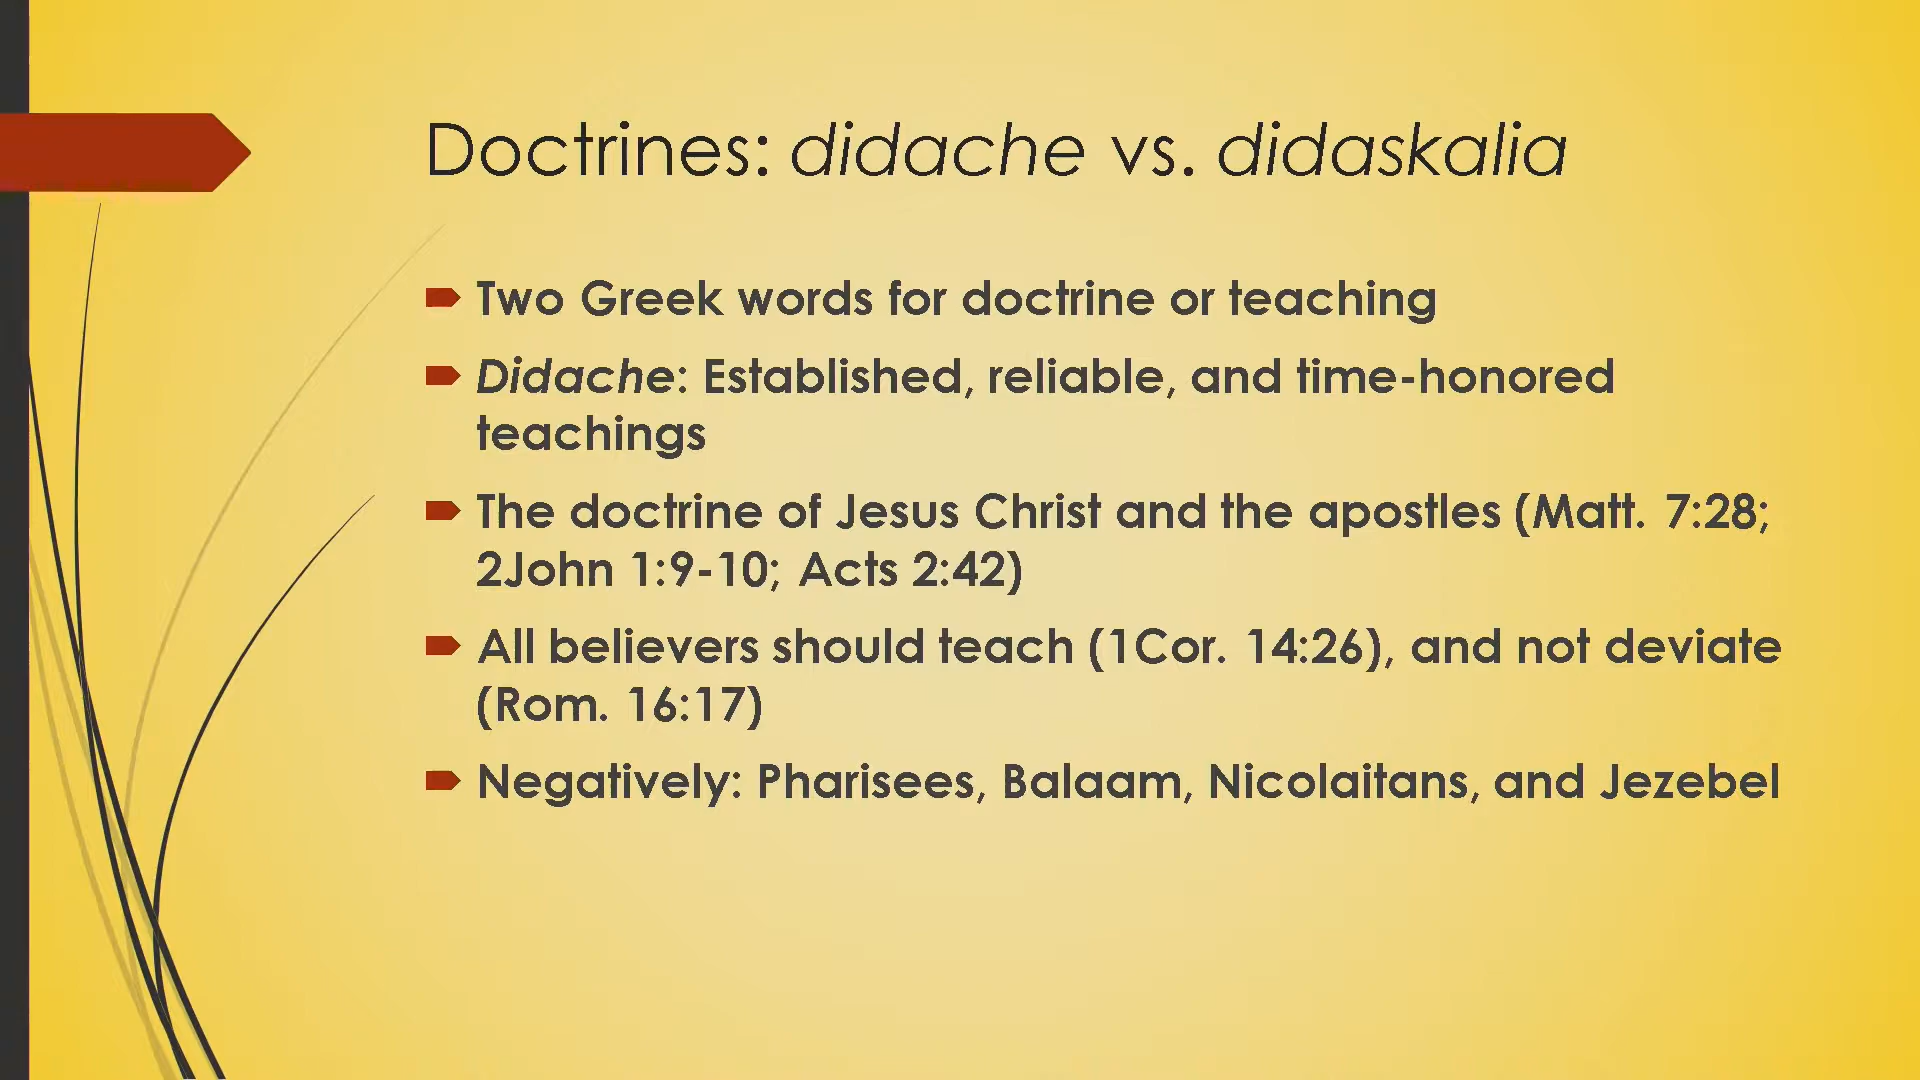 Doctrines: didache vs. didaskalia
Two Greek words for doctrine or teaching
Didache: Established, reliable, and time-honored
teachings
The doctrine of Jesus Christ and the apostles (Matt. 7:28;
2John 1:9-10; Acts 2:42)
All believers should teach (1Cor. 14:26), and not deviate
(Rom. 16:17)
Negatively: Pharisees, Balaam, Nicolaitans, and Jezebel